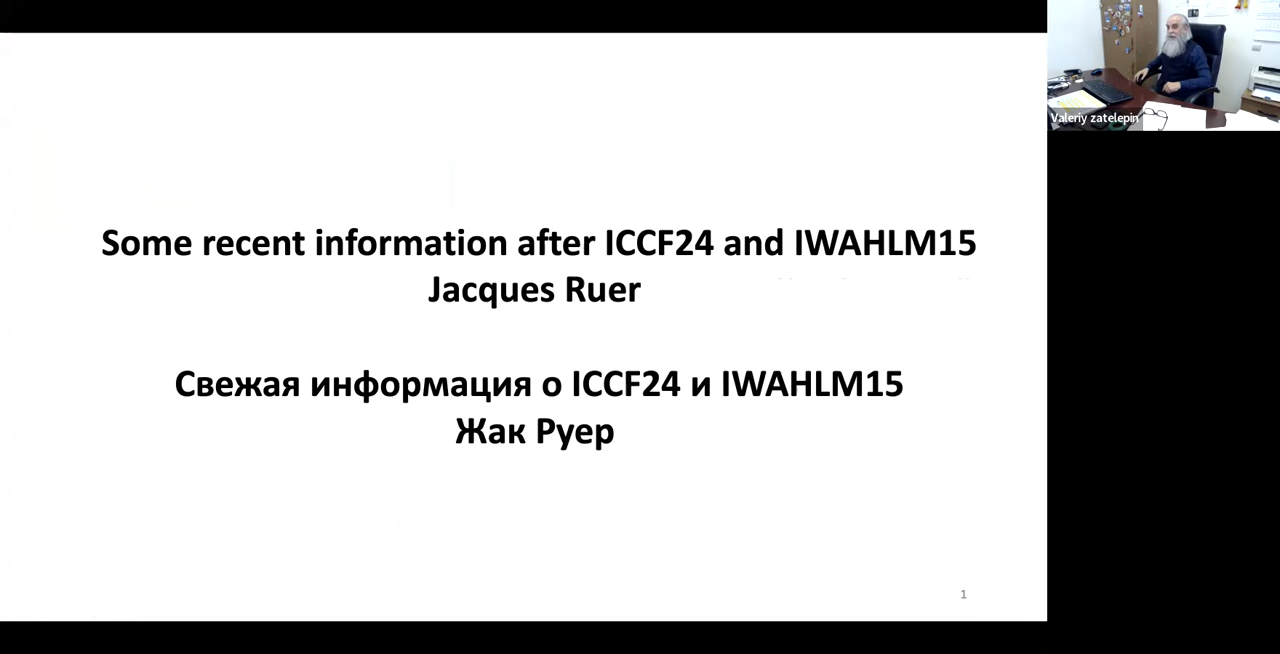 Some recent information after ICCF24 and IWAHLM15
Jacques Ruer
Свежая информация о ICCF24 и IWAHLM15
Жак Руер
1
Valeriy zatelepin